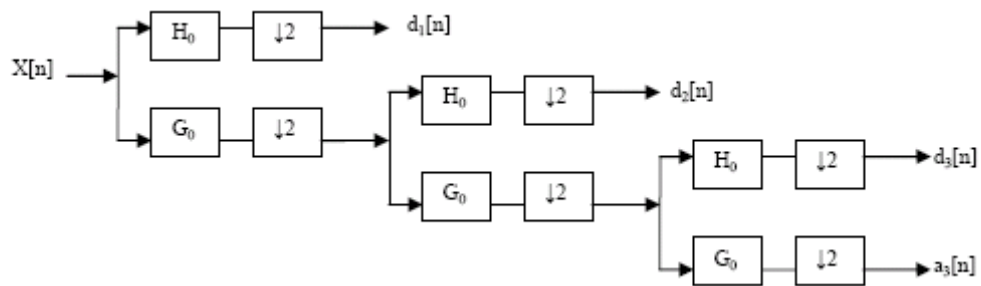 H₀ ↓2 d₁[n]
X[n]
G₀ ↓2 H₀ ↓2 d₂[n]
G₀ ↓2 H₀ ↓2 d₃[n]
G₀ ↓2 a₃[n]